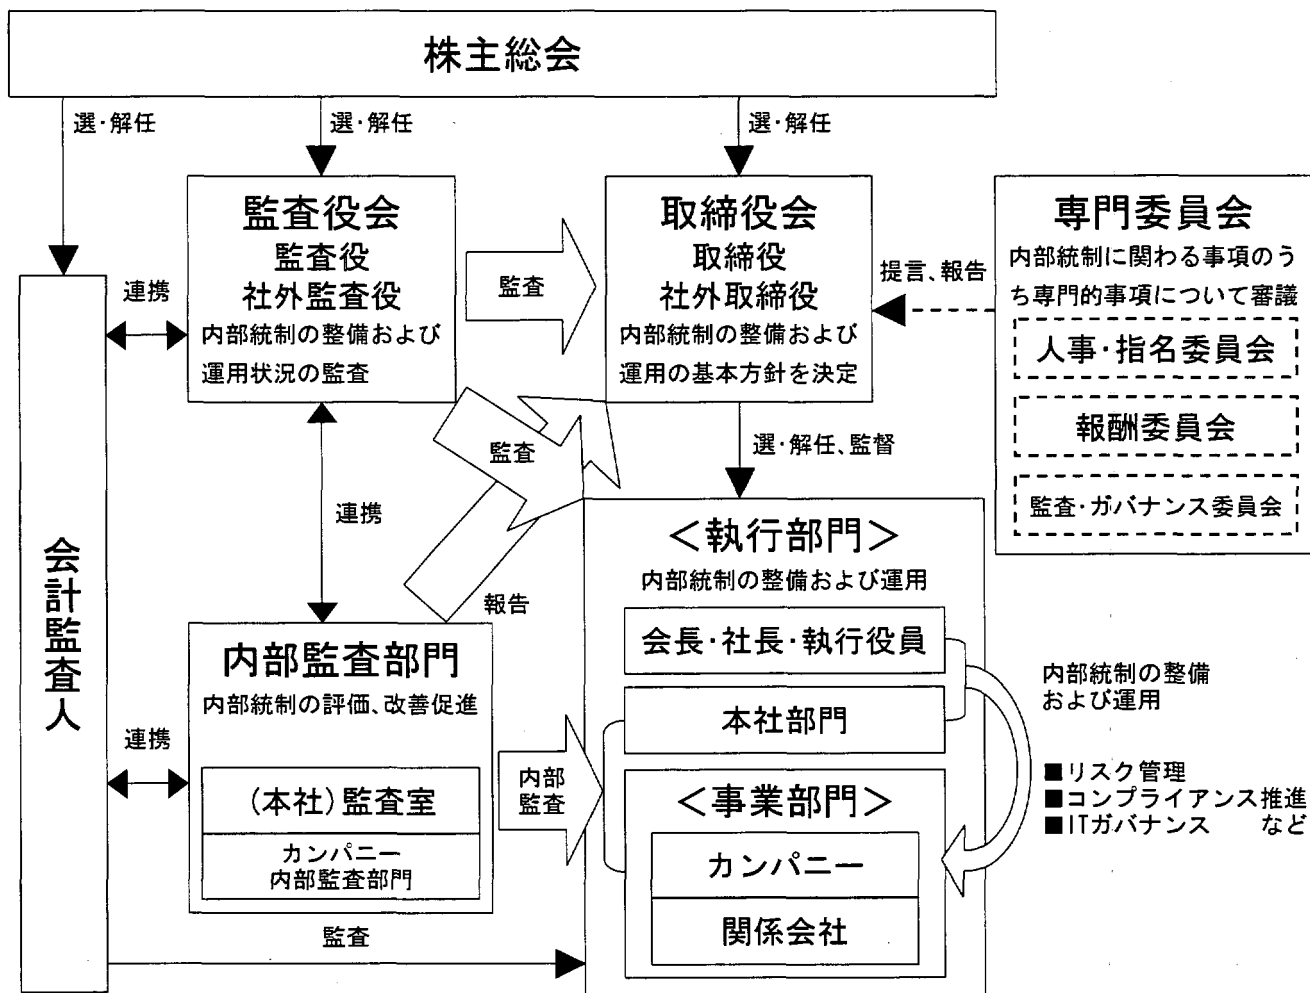 株主総会
選・解任
選・解任
選・解任
監査役会
監査役
社外監査役
内部統制の整備および
運用状況の監査
監査
取締役会
取締役
社外取締役
内部統制の整備および
運用の基本方針を決定
提言、報告
専門委員会
内部統制に関わる事項のう
ち専門的事項について審議
人事・指名委員会
報酬委員会
監査・ガバナンス委員会
連携
監査
選・解任、監督
連携
報告
会計監査人
内部監査部門
内部統制の評価、改善促進
(本社)監査室
カンパニー
内部監査部門
連携
内部
監査
<執行部門>
内部統制の整備および運用
会長・社長・執行役員
本社部門
<事業部門>
カンパニー
関係会社
内部統制の整備
および運用
■リスク管理
■コンプライアンス推進
■ITガバナンス など
監査